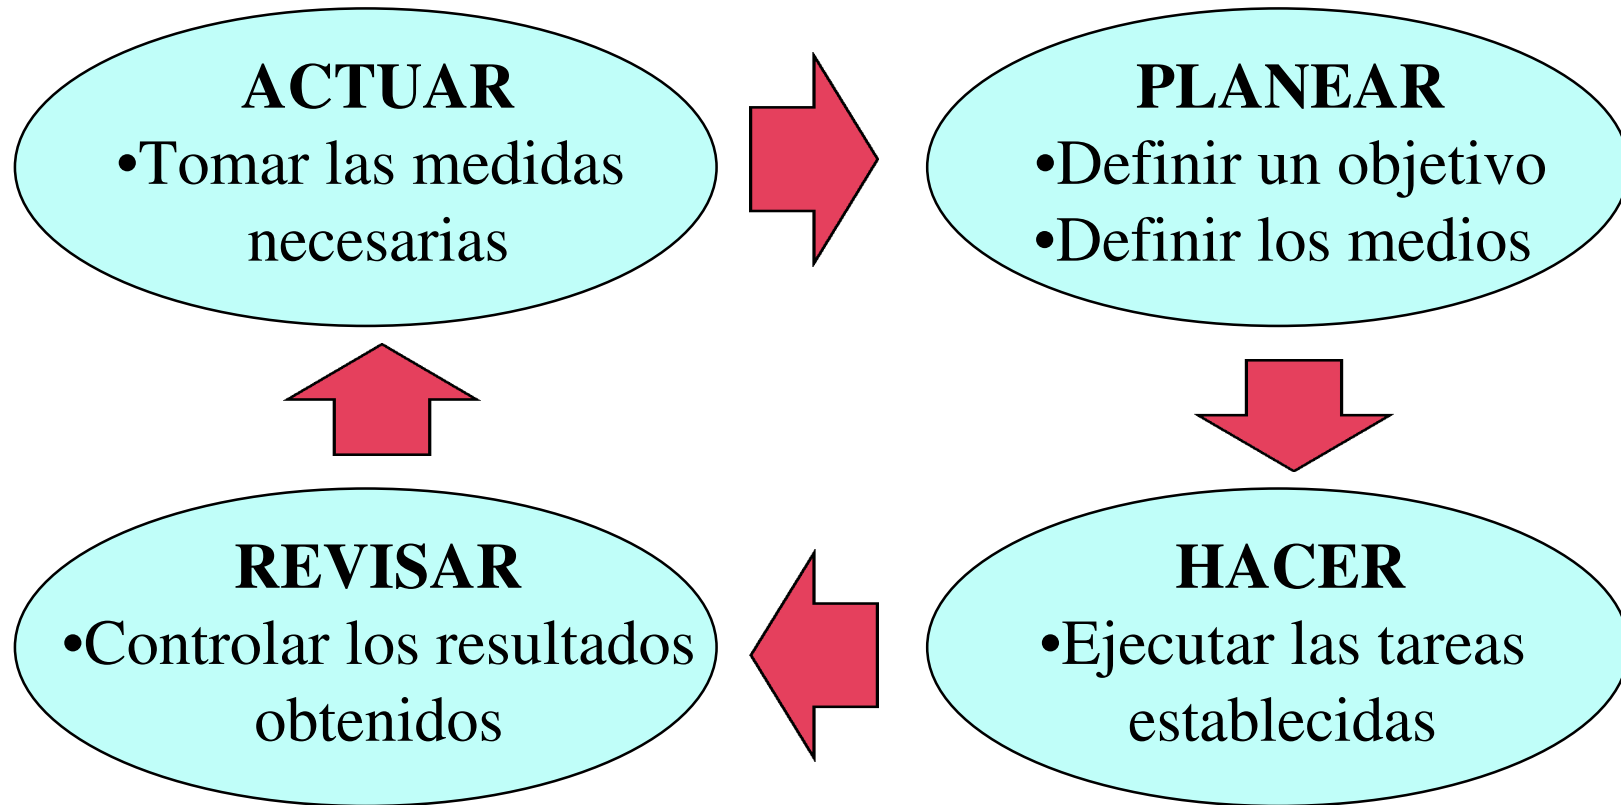 ACTUAR
•Tomar las medidas
necesarias
PLANEAR
•Definir un objetivo
•Definir los medios
REVISAR
•Controlar los resultados
obtenidos
HACER
•Ejecutar las tareas
establecidas